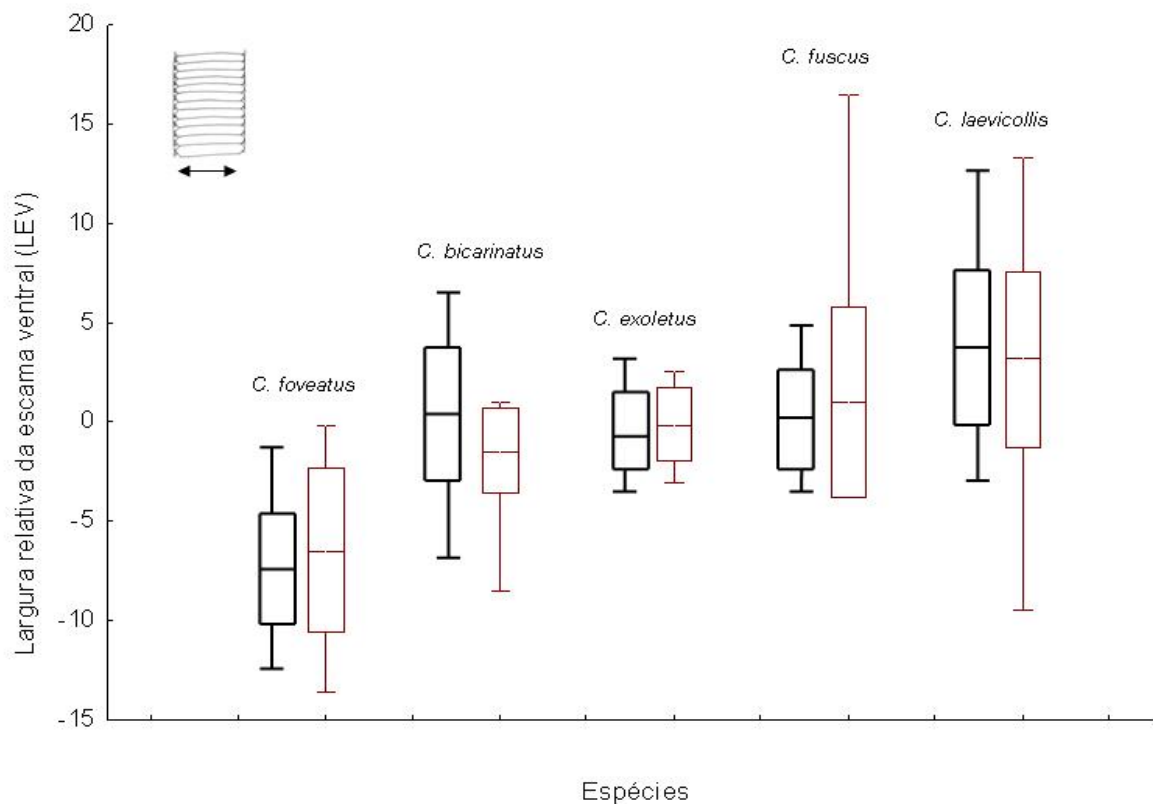 20
15
10
5
0
-5
-10
-15
Largura relativa da escama ventral (LEV)
C. foveatus
C. bicarinatus
C. exoletus
C. fuscus
C. laevicollis
Espécies